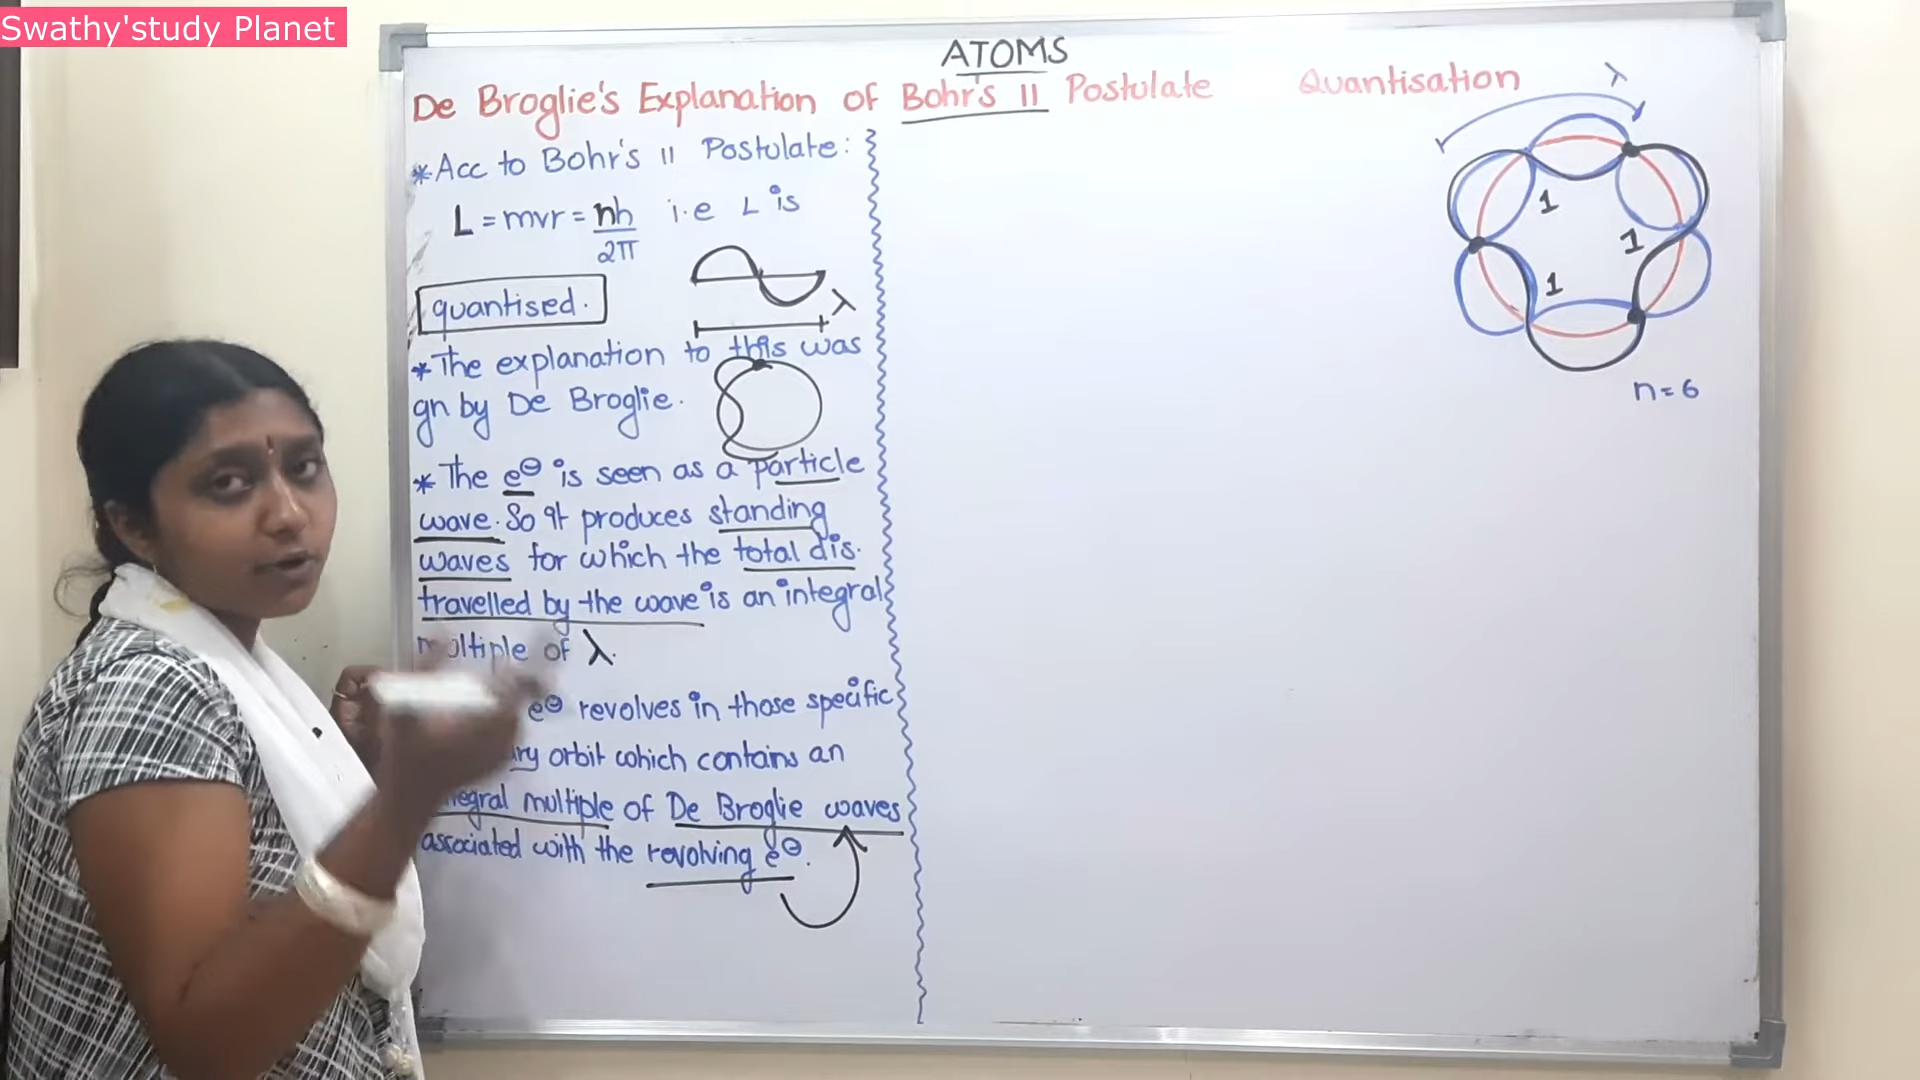 Swathy'study Planet
ATOMS
De Broglie's Explanation of Bohr's II Postulate Quantisation
* Acc to Bohr's II Postulate:
L = mvr = nh i.e L is
2π
quantised.
λ
* The explanation to this was
gn by De Broglie.
* The e⊖ is seen as a particle
wave. So it produces standing
waves for which the total dis.
travelled by the wave is an integral
multiple of λ.
e⊖ revolves in those specific
orbit which contains an
integral multiple of De Broglie waves
associated with the revolving e⊖.
λ
1
1
1
n=6